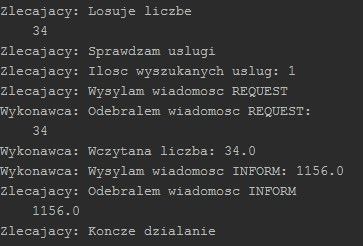 Zlecajacy: Losuje liczbe
34
Zlecajacy: Sprawdzam uslugi
Zlecajacy: Ilosc wyszukanych uslug: 1
Zlecajacy: Wysylam wiadomosc REQUEST
Wykonawca: Odebralem wiadomosc REQUEST:
34
Wykonawca: Wczytana liczba: 34.0
Wykonawca: Wysylam wiadomosc INFORM: 1156.0
Zlecajacy: Odebralem wiadomosc INFORM
1156.0
Zlecajacy: Koncze dzialanie